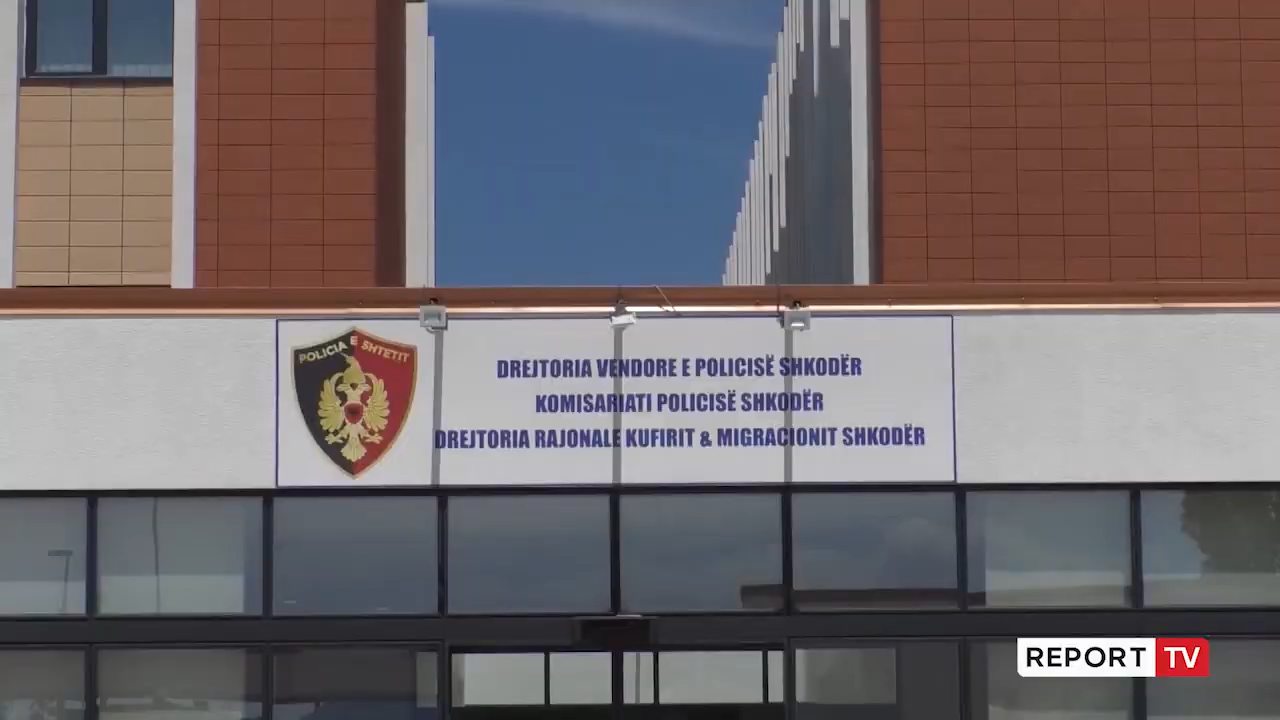 POLICIA E SHTETIT
DREJTORIA VENDORE E POLICISË SHKODËR
KOMISARIATI POLICISË SHKODËR
DREJTORIA RAJONALE KUFIRIT & MIGRACIONIT SHKODËR
REPORT TV